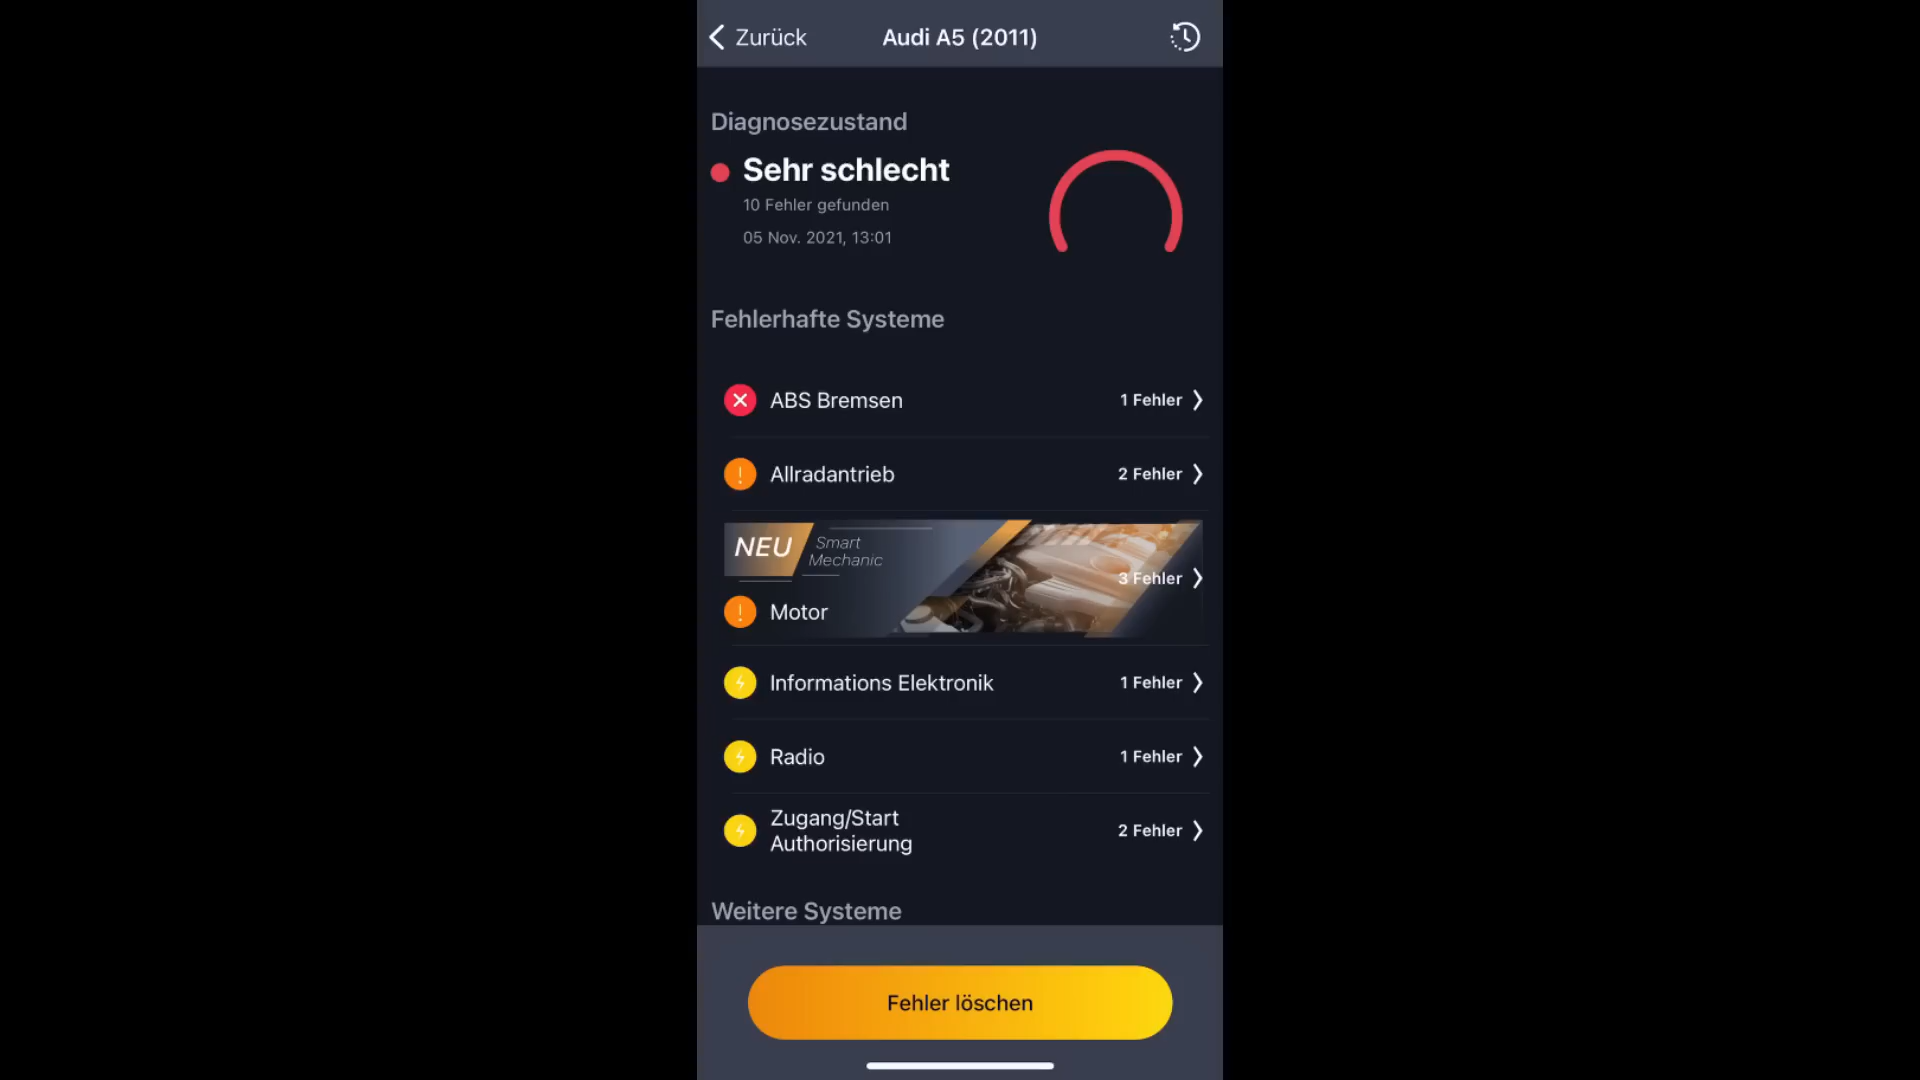 Zurück
Audi A5 (2011)
Diagnosezustand
Sehr schlecht
10 Fehler gefunden
05 Nov. 2021, 13:01
Fehlerhafte Systeme
ABS Bremsen
1 Fehler
Allradantrieb
2 Fehler
NEU
Smart
Mechanic
3 Fehler
Motor
Informations Elektronik
1 Fehler
Radio
1 Fehler
Zugang/Start
Authorisierung
2 Fehler
Weitere Systeme
Fehler löschen